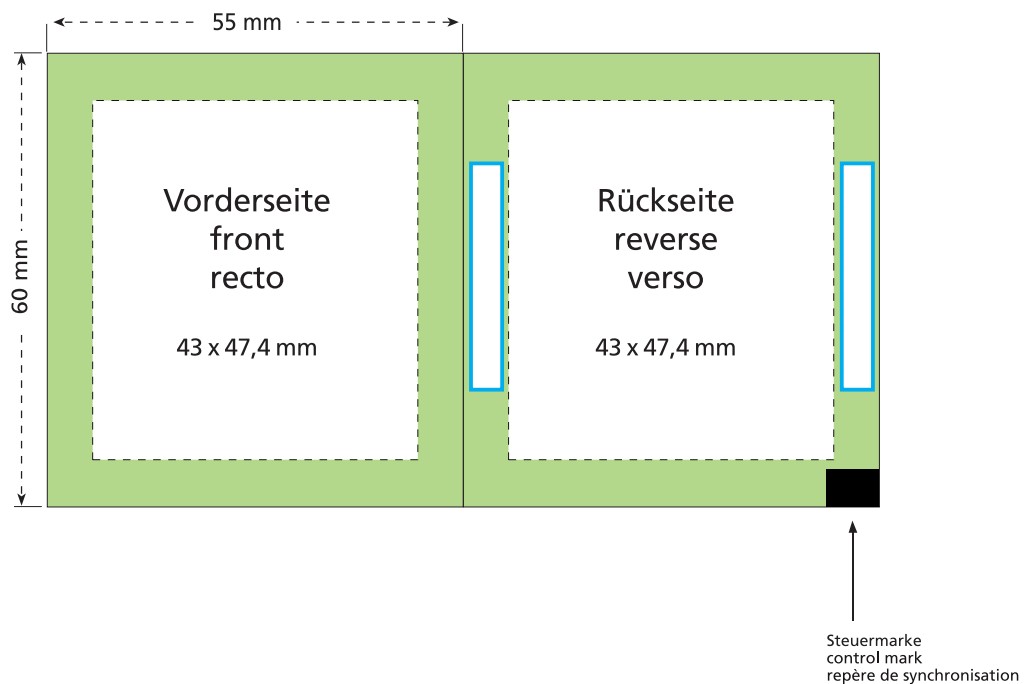 55 mm
60 mm
Vorderseite
front
recto
43 x 47,4 mm
Rückseite
reverse
verso
43 x 47,4 mm
Steuermarke
control mark
repère de synchronisation